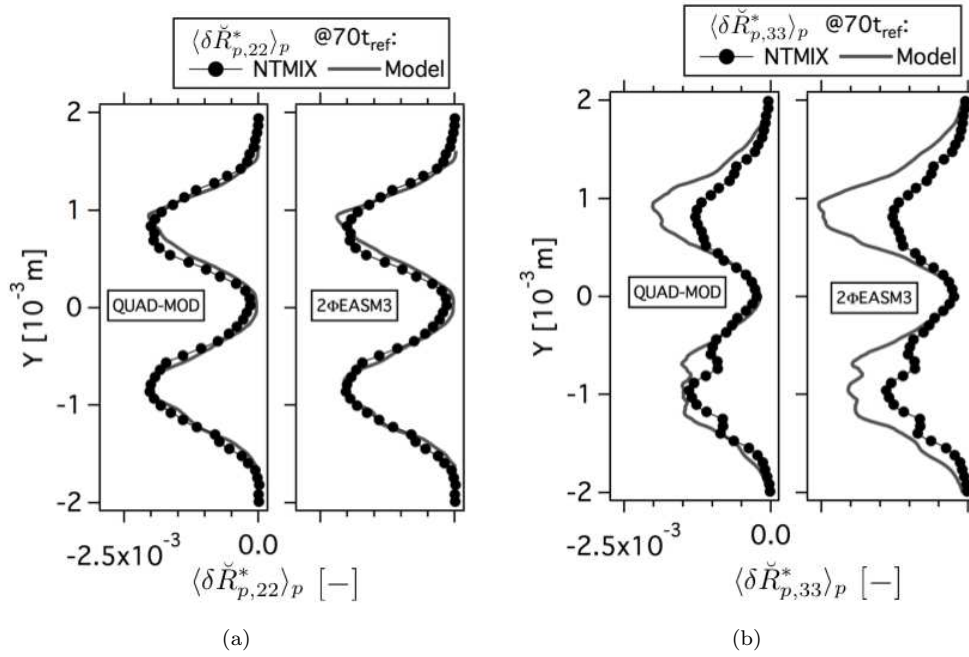 ⟨δR̆*p,22⟩p @70tref:
NTMIX Model
2
1
0
-1
-2
Y [10⁻³m]
QUAD-MOD
2ΦEASM3
-2.5x10⁻³ 0.0
⟨δR̆*p,22⟩p [−]
(a)
⟨δR̆*p,33⟩p @70tref:
NTMIX Model
2
1
0
-1
-2
Y [10⁻³m]
QUAD-MOD
2ΦEASM3
-2.5x10⁻³ 0.0
⟨δR̆*p,33⟩p [−]
(b)